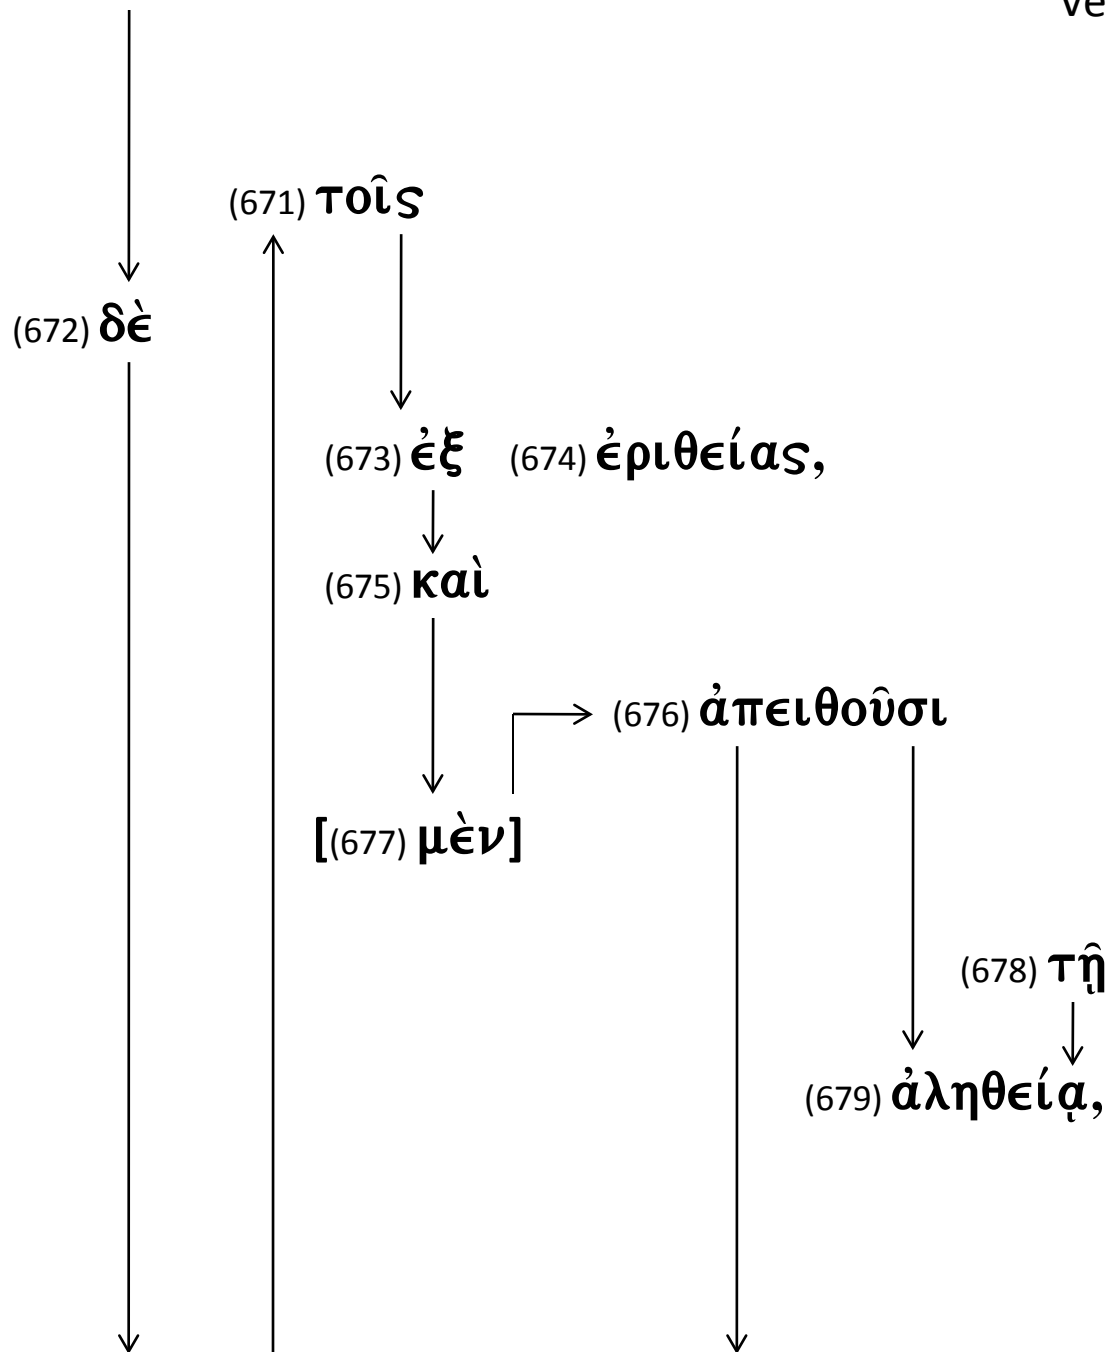 Ve
(671) τοῖς
(672) δὲ
(673) ἐξ (674) ἐριθείας,
(675) καὶ
(676) ἀπειθοῦσι
[(677) μὲν]
(678) τῇ
(679) ἀληθείᾳ,